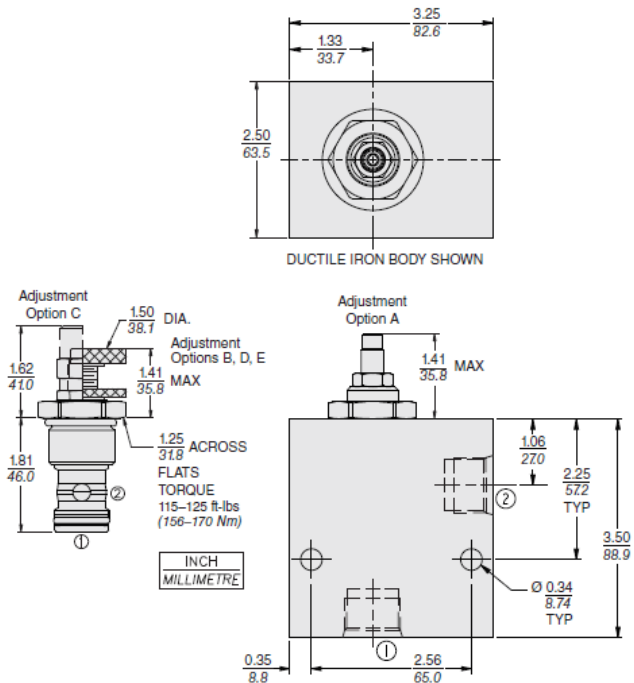 3.25
82.6
1.33
33.7
2.50
63.5
DUCTILE IRON BODY SHOWN
Adjustment
Option C
1.50
38.1
DIA.
Adjustment
Options B, D, E
1.62
41.0
1.41
35.8
MAX
1.81
46.0
1.25
31.8
ACROSS
FLATS
TORQUE
115–125 ft-lbs
(156–170 Nm)
②
①
INCH
MILLIMETRE
Adjustment
Option A
1.41
35.8
MAX
1.06
27.0
②
2.25
57.2
TYP
3.50
88.9
Ø 0.34
8.74
TYP
①
0.35
8.8
2.56
65.0